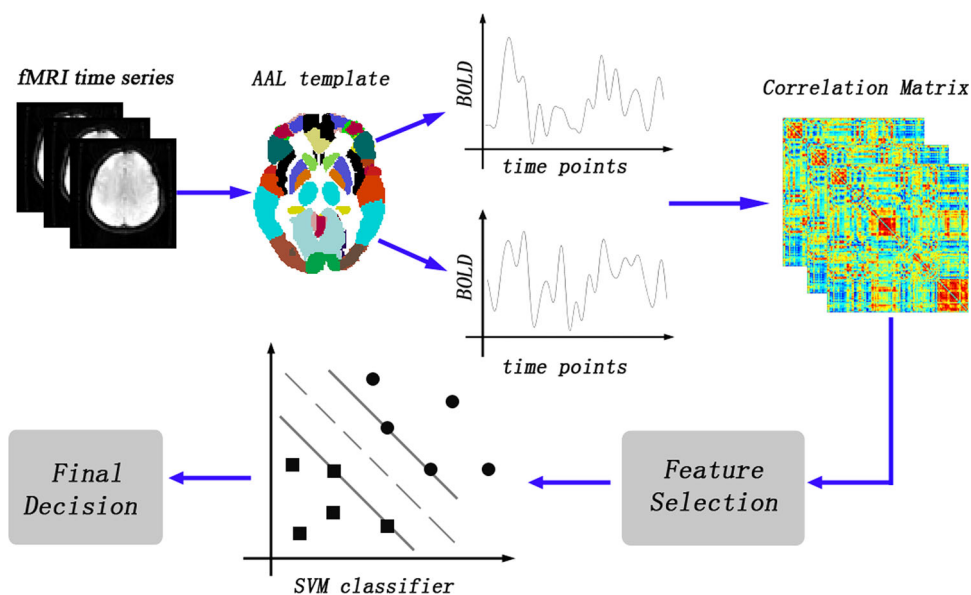 fMRI time series
AAL template
BOLD
time points
BOLD
time points
Correlation Matrix
Feature
Selection
SVM classifier
Final
Decision